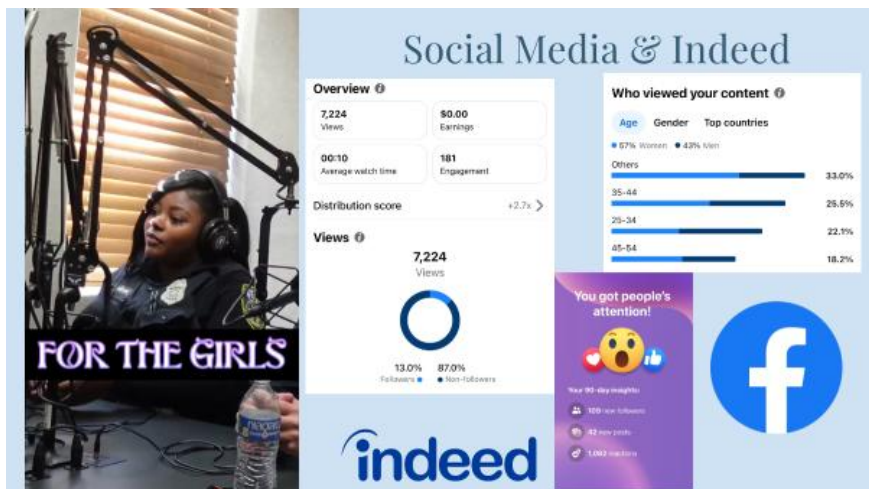 Social Media & Indeed
FOR THE GIRLS
Overview
7,224
Views
$0.00
Earnings
00:10
Average watch time
181
Engagement
Distribution score
+2.7x
Views
7,224
Views
13.0%
Followers
87.0%
Non-followers
Who viewed your content
Age Gender Top countries
57% Women 43% Men
Others
33.0%
35-44
25.5%
25-34
22.1%
45-54
18.2%
You got people's
attention!
Your 90-day insights:
109 new followers
42 new posts
1,062 reactions
niagara
indeed
f